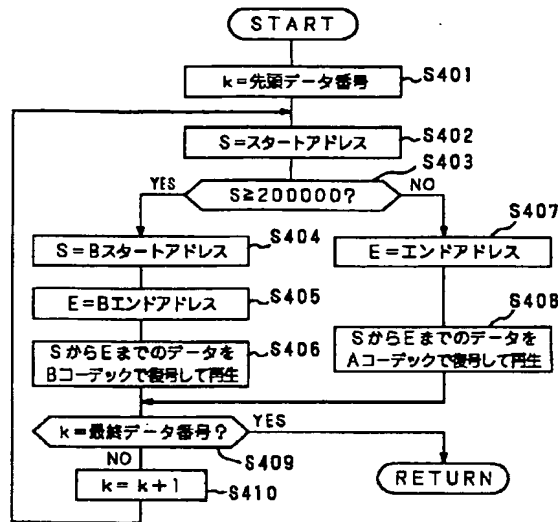 START
k=先頭データ番号
S401
S=スタートアドレス
S402
S403
S≧200000?
YES
NO
S=Bスタートアドレス
S404
E=Bエンドアドレス
S405
SからEまでのデータを
Bコーデックで復号して再生
S406
S407
E=エンドアドレス
S408
SからEまでのデータを
Aコーデックで復号して再生
k=最終データ番号?
YES
S409
NO
k=k+1
S410
RETURN